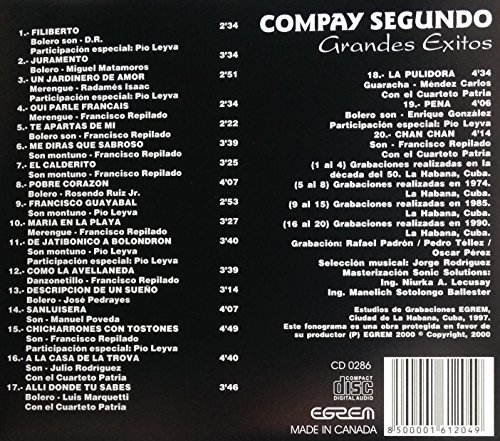 1.- FILIBERTO 2'34
Bolero son - D.R.
Participación especial: Pío Leyva
2.- JURAMENTO 3'34
Bolero - Miguel Matamoros
3.- UN JARDINERO DE AMOR 2'51
Merengue - Radamés Isaac
Participación especial: Pío Leyva
4.- OUI PARLE FRANCAIS 2'34
Merengue - Francisco Repilado
5.- TE APARTAS DE MI 2'22
Bolero son - Francisco Repilado
6.- ME DIRAS QUE SABROSO 3'39
Son montuno - Francisco Repilado
7.- EL CALDERITO 3'25
Son montuno - Francisco Repilado
8.- POBRE CORAZON 4'07
Bolero - Rosendo Ruiz Jr.
9.- FRANCISCO GUAYABAL 2'53
Son montuno - Pío Leyva
10.- MARIA EN LA PLAYA 3'27
Merengue - Francisco Repilado
11.- DE JATIBONICO A BOLONDRON 3'40
Son montuno - Pío Leyva
Participación especial: Pío Leyva
12.- COMO LA AVELLANEDA 3'39
Danzonetillo - Francisco Repilado
13.- DESCRIPCION DE UN SUEÑO 3'14
Bolero - José Pedrayes
14.- SANLUISERA 4'07
Son - Manuel Poveda
15.- CHICHARRONES CON TOSTONES 4'49
Son - Francisco Repilado
Participación especial: Pío Leyva
16.- A LA CASA DE LA TROVA 4'40
Son - Julio Rodríguez
Con el Cuarteto Patria
17.- ALLI DONDE TU SABES 3'46
Bolero - Luis Marquetti
Con el Cuarteto Patria
COMPAY SEGUNDO
Grandes Exitos
18.- LA PULIDORA 4'34
Guaracha - Méndez Carlos
Con el Cuarteto Patria
19.- PENA 4'06
Bolero son - Enrique González
Participación especial: Pío Leyva
20.- CHAN CHAN 4'14
Son - Francisco Repilado
Con el Cuarteto Patria
(1 al 4) Grabaciones realizadas en la
década del 50. La Habana, Cuba.
(5 al 8) Grabaciones realizadas en 1974.
La Habana, Cuba.
(9 al 15) Grabaciones realizadas en 1985.
La Habana, Cuba.
(16 al 20) Grabaciones realizadas en 1990.
La Habana, Cuba.
Grabación: Rafael Padrón / Pedro Téllez /
Oscar Pérez
Selección musical: Jorge Rodríguez
Masterización Sonic Solutions:
Ing. Niurka A. Lecusay
Ing. Manelich Sotolongo Ballester
Estudios de Grabaciones EGREM,
Ciudad de La Habana, Cuba, 1997.
Este fonograma es una obra protegida en favor de
su productor (P) EGREM 2000 © Copyright, 2000
CD 0286
COMPACT
disc
DIGITAL AUDIO
EGREM
MADE IN CANADA
8 500001 612049